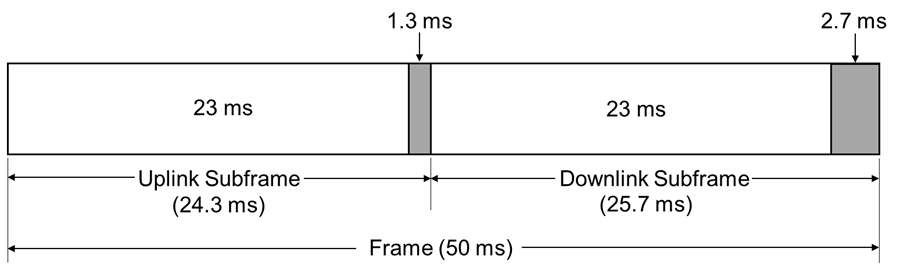 1.3 ms
2.7 ms
23 ms
23 ms
Uplink Subframe
(24.3 ms)
Downlink Subframe
(25.7 ms)
Frame (50 ms)